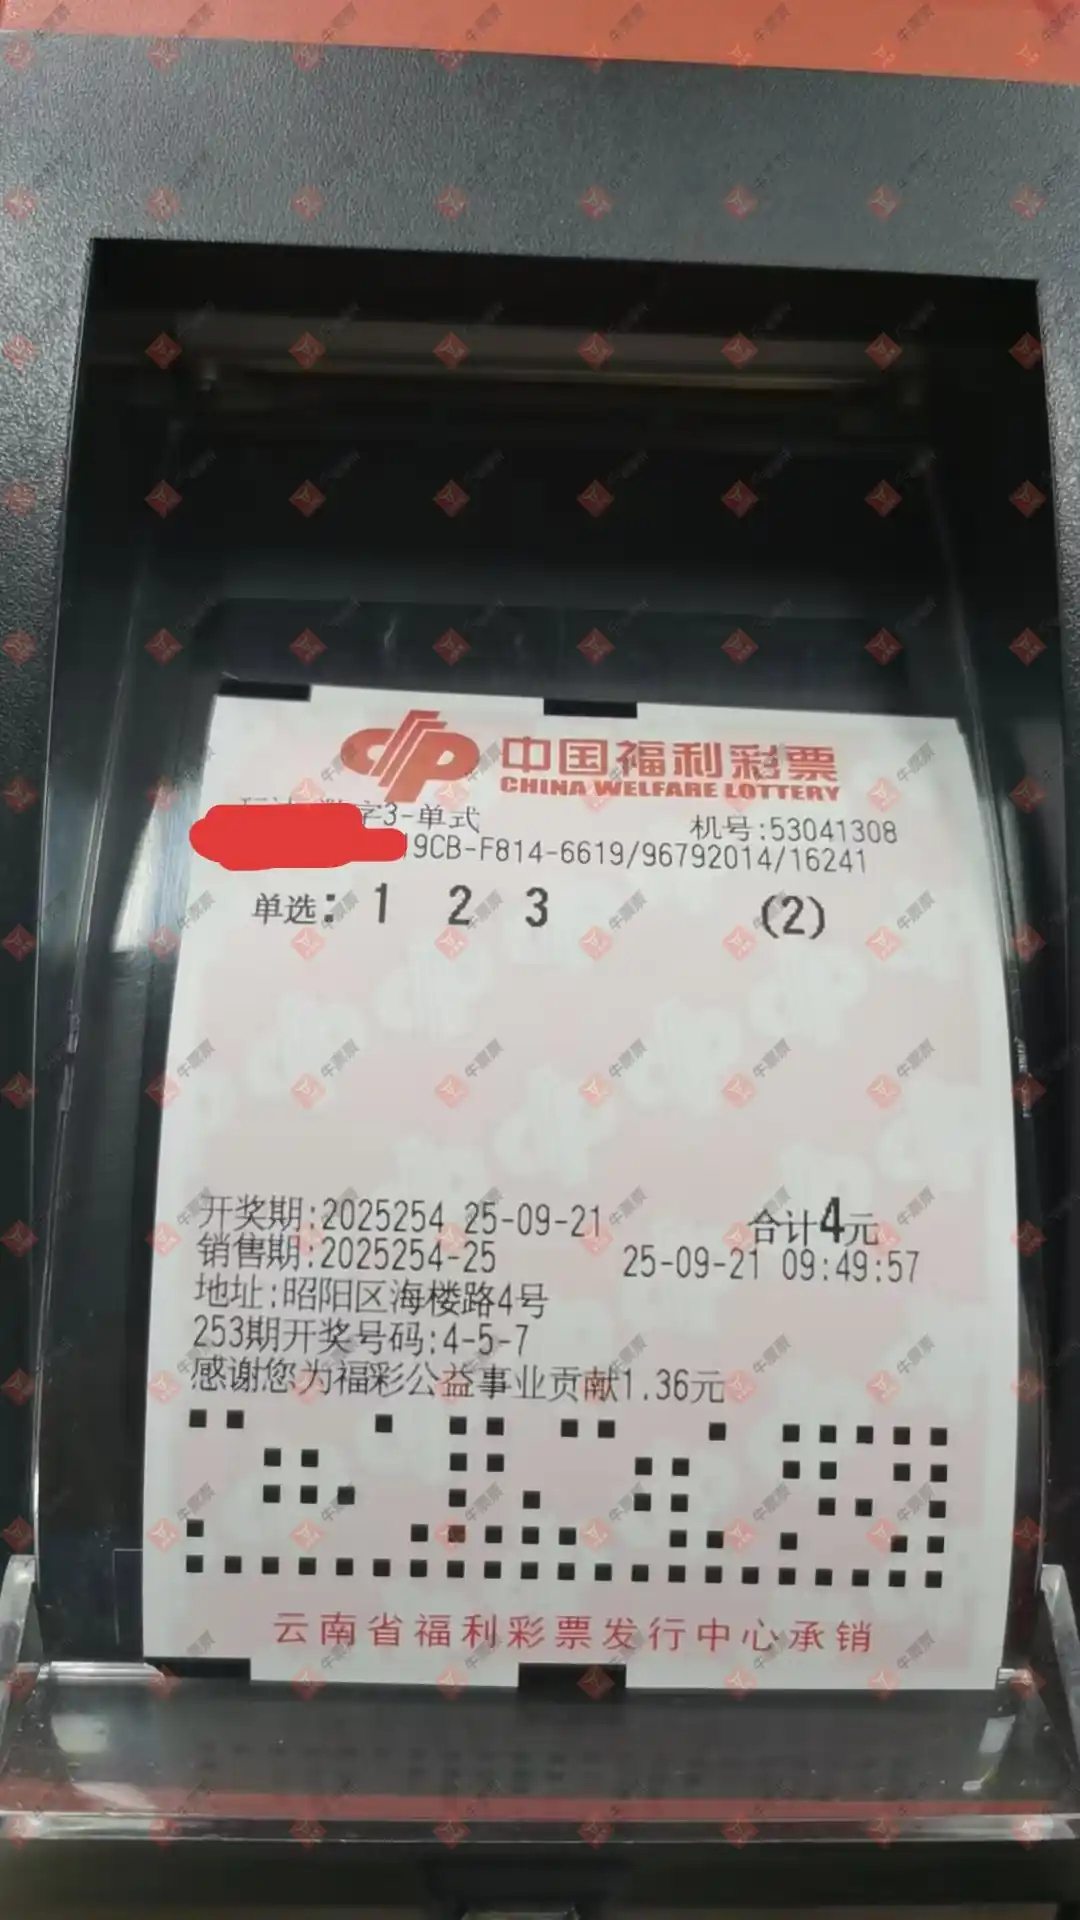 中国福利彩票
CHINA WELFARE LOTTERY
字3-单式
机号:53041308
19CB-F814-6619/96792014/16241
单选: 1 2 3 (2)
开奖期:2025254 25-09-21 合计4元
销售期:2025254-25 25-09-21 09:49:57
地址:昭阳区海楼路4号
253期开奖号码:4-5-7
感谢您为福彩公益事业贡献1.36元
云南省福利彩票发行中心承销
牛票票